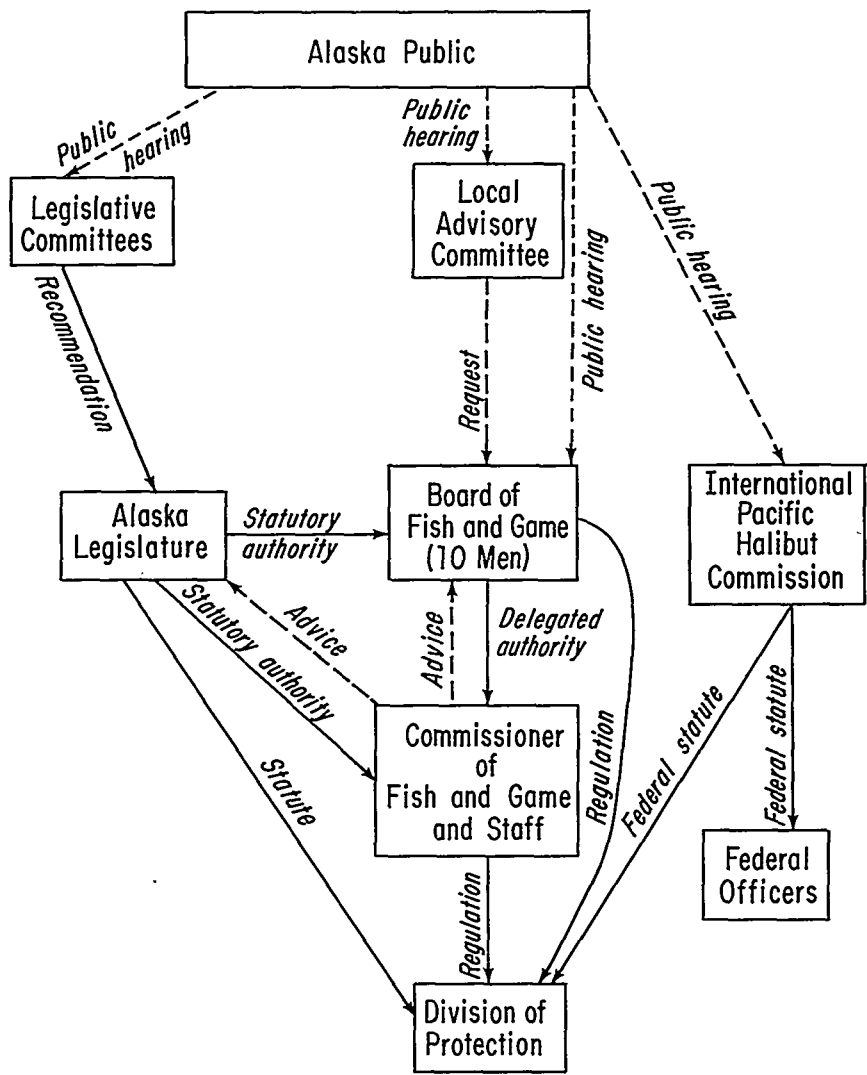 Alaska Public
Public
hearing
Public
hearing
Public hearing
Public hearing
Legislative
Committees
Local
Advisory
Committee
Recommendation
Request
Alaska
Legislature
Statutory
authority
Board of
Fish and Game
(10 Men)
International
Pacific
Halibut
Commission
Advice
Statutory authority
Advice
Delegated
authority
Statute
Commissioner
of
Fish and Game
and Staff
Regulation
Federal statute
Federal statute
Federal
Officers
Regulation
Division of
Protection